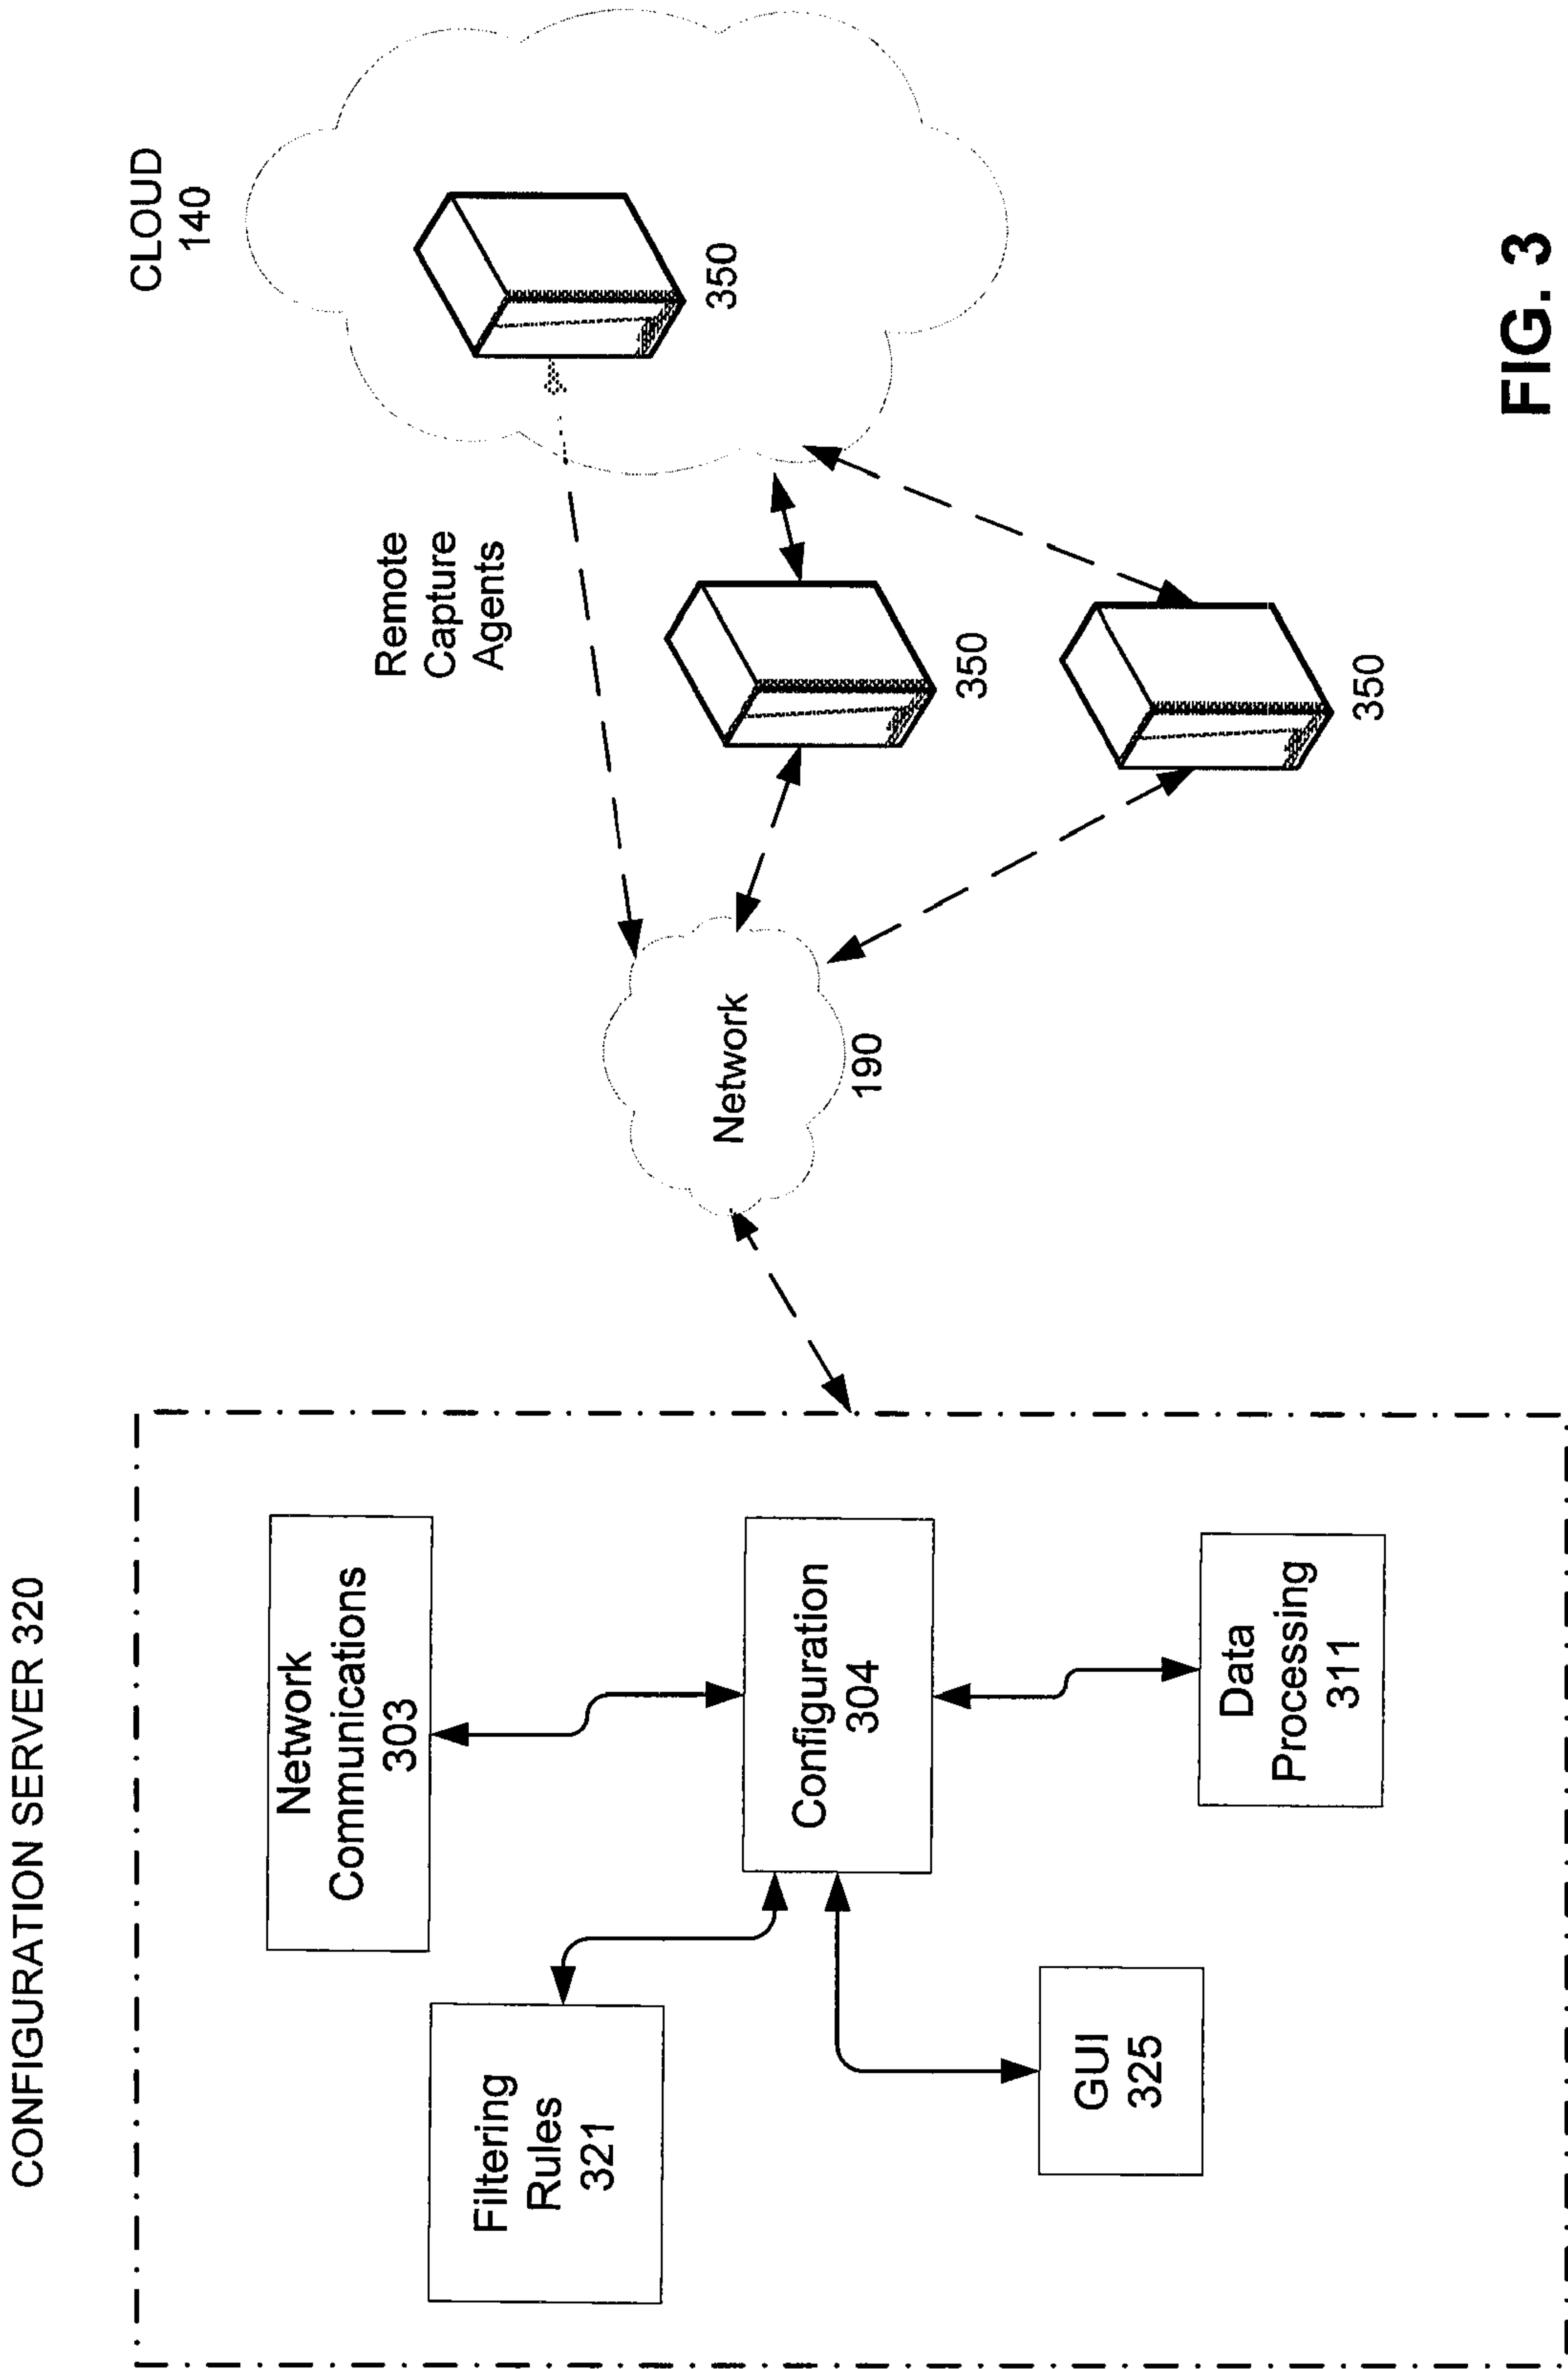 CONFIGURATION SERVER 320
Network
Communications
303
Filtering
Rules
321
Configuration
304
GUI
325
Data
Processing
311
Network
190
Remote
Capture
Agents
CLOUD
140
350
350
350
FIG. 3